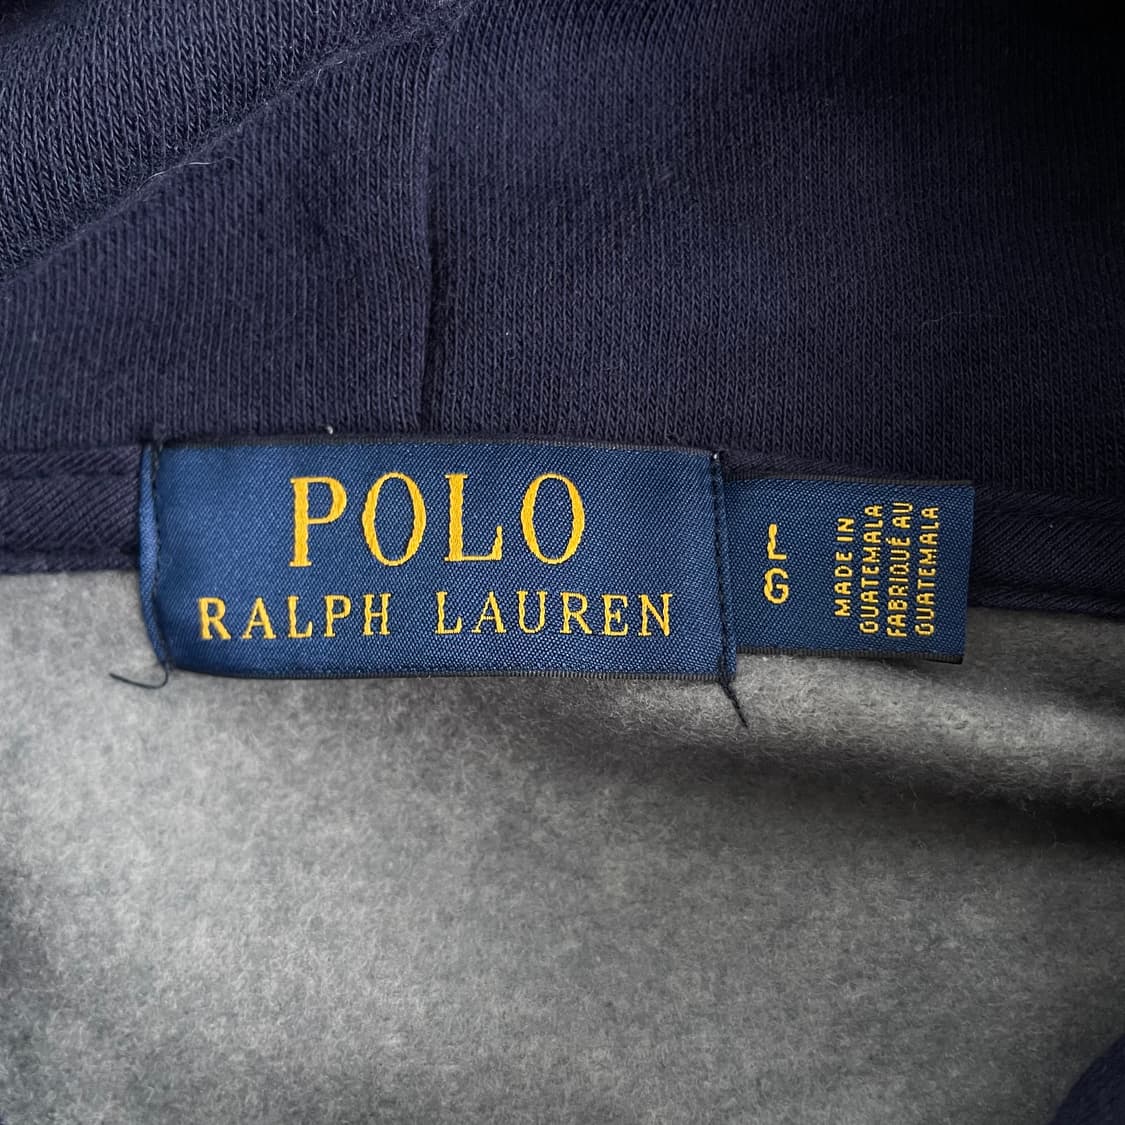 POLO
RALPH LAUREN
L
G
MADE IN
GUATEMALA
FABRIQUÉ AU
GUATEMALA